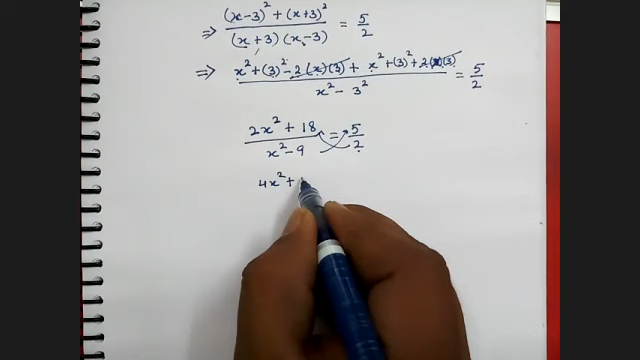 ⇒ (x-3)² + (x+3)² / (x+3) (x-3) = 5/2
⇒ x² + (3)² - 2(x)(3) + x² + (3)² + 2(x)(3) / x² - 3² = 5/2
2x² + 18 / x² - 9 = 5/2
4x² +